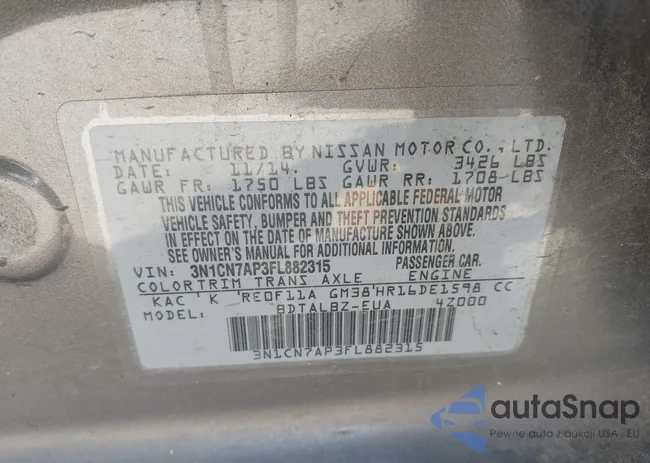 MANUFACTURED BY NISSAN MOTOR CO., LTD.
DATE: 11/14. GVWR: 3426 LBS
GAWR FR: 1750 LBS GAWR RR: 1708-LBS
THIS VEHICLE CONFORMS TO ALL APPLICABLE FEDERAL MOTOR
VEHICLE SAFETY, BUMPER AND THEFT PREVENTION STANDARDS
IN EFFECT ON THE DATE OF MANUFACTURE SHOWN ABOVE.
SEE OWNER'S MANUAL FOR ADDITIONAL INFORMATION.
VIN: 3N1CN7AP3FL882315 PASSENGER CAR.
COLORTRIM TRANS AXLE ENGINE
KAC 'K 'RE0F11A GM38'HR16DE1598 CC
MODEL: BDTALBZ-EUA 4Z000
3N1CN7AP3FL882315
autaSnap
Pewne auta z aukcji USA i EU